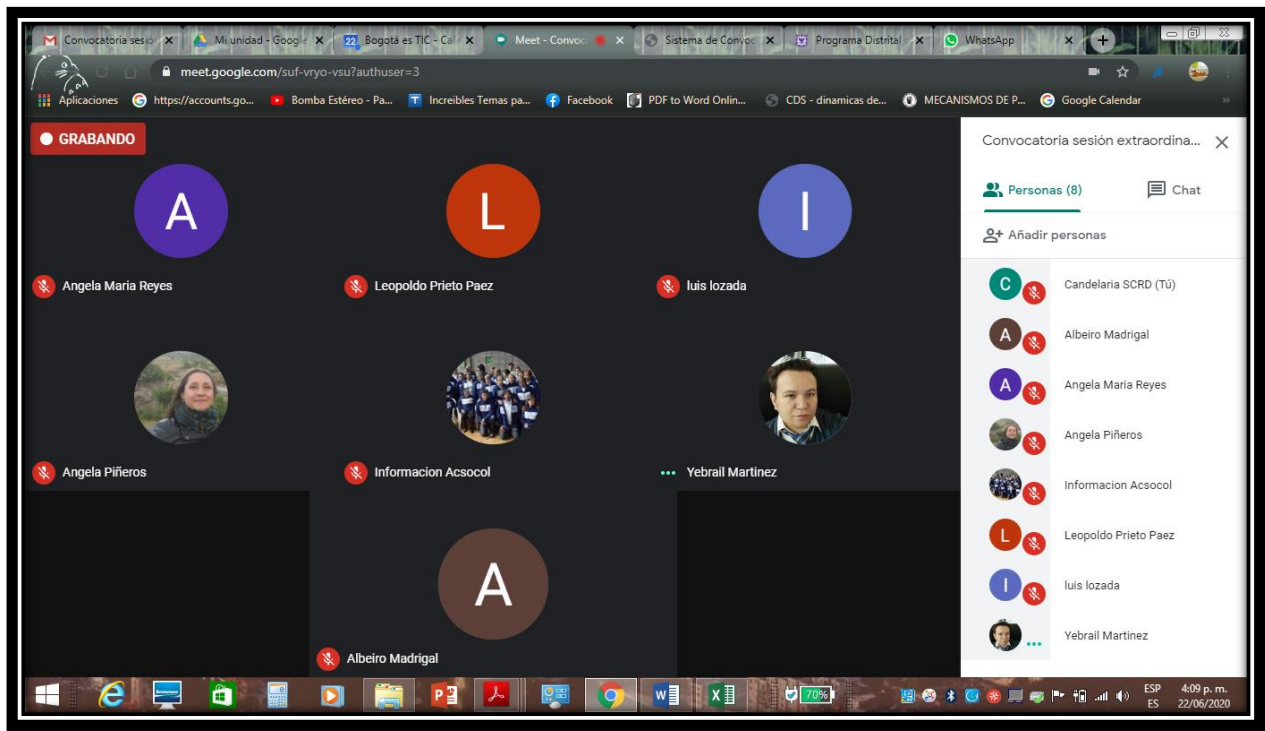 Convocatoria sesió
Mi unidad - Google
22 Bogotá es TIC - Ca
Meet - Convoc
Sistema de Convoc
Programa Distrital
WhatsApp
meet.google.com/suf-vryo-vsu?authuser=3
Aplicaciones
https://accounts.go...
Bomba Estéreo - Pa...
Increibles Temas pa...
Facebook
PDF to Word Onlin...
CDS - dinamicas de...
MECANISMOS DE P...
Google Calendar
GRABANDO
A
L
I
Angela Maria Reyes
Leopoldo Prieto Paez
luis lozada
Angela Piñeros
Informacion Acsocol
Yebrail Martinez
A
Albeiro Madrigal
Convocatoria sesión extraordina...
Personas (8)
Chat
Añadir personas
C Candelaria SCRD (Tú)
A Albeiro Madrigal
A Angela Maria Reyes
Angela Piñeros
Informacion Acsocol
L Leopoldo Prieto Paez
I luis lozada
Yebrail Martinez
70%
ESP
ES
4:09 p. m.
22/06/2020